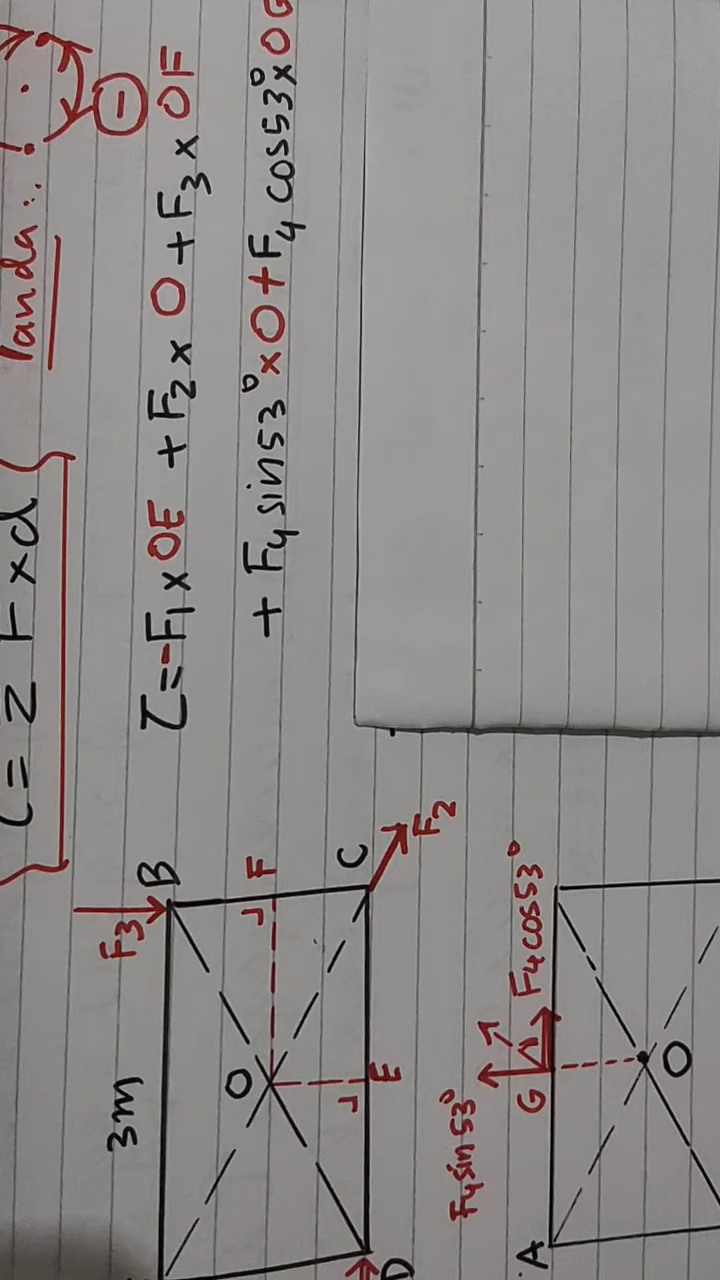 Tanda :
τ = Σ F x d
−
τ = -F₁ x OE + F₂ x O + F₃ x OF
+ F₄ sin53° x O + F₄ cos53° x OG
3m
F₃
B
O
F
E
C
F₂
D
F₄ sin53°
F₄ cos53°
G
A
O